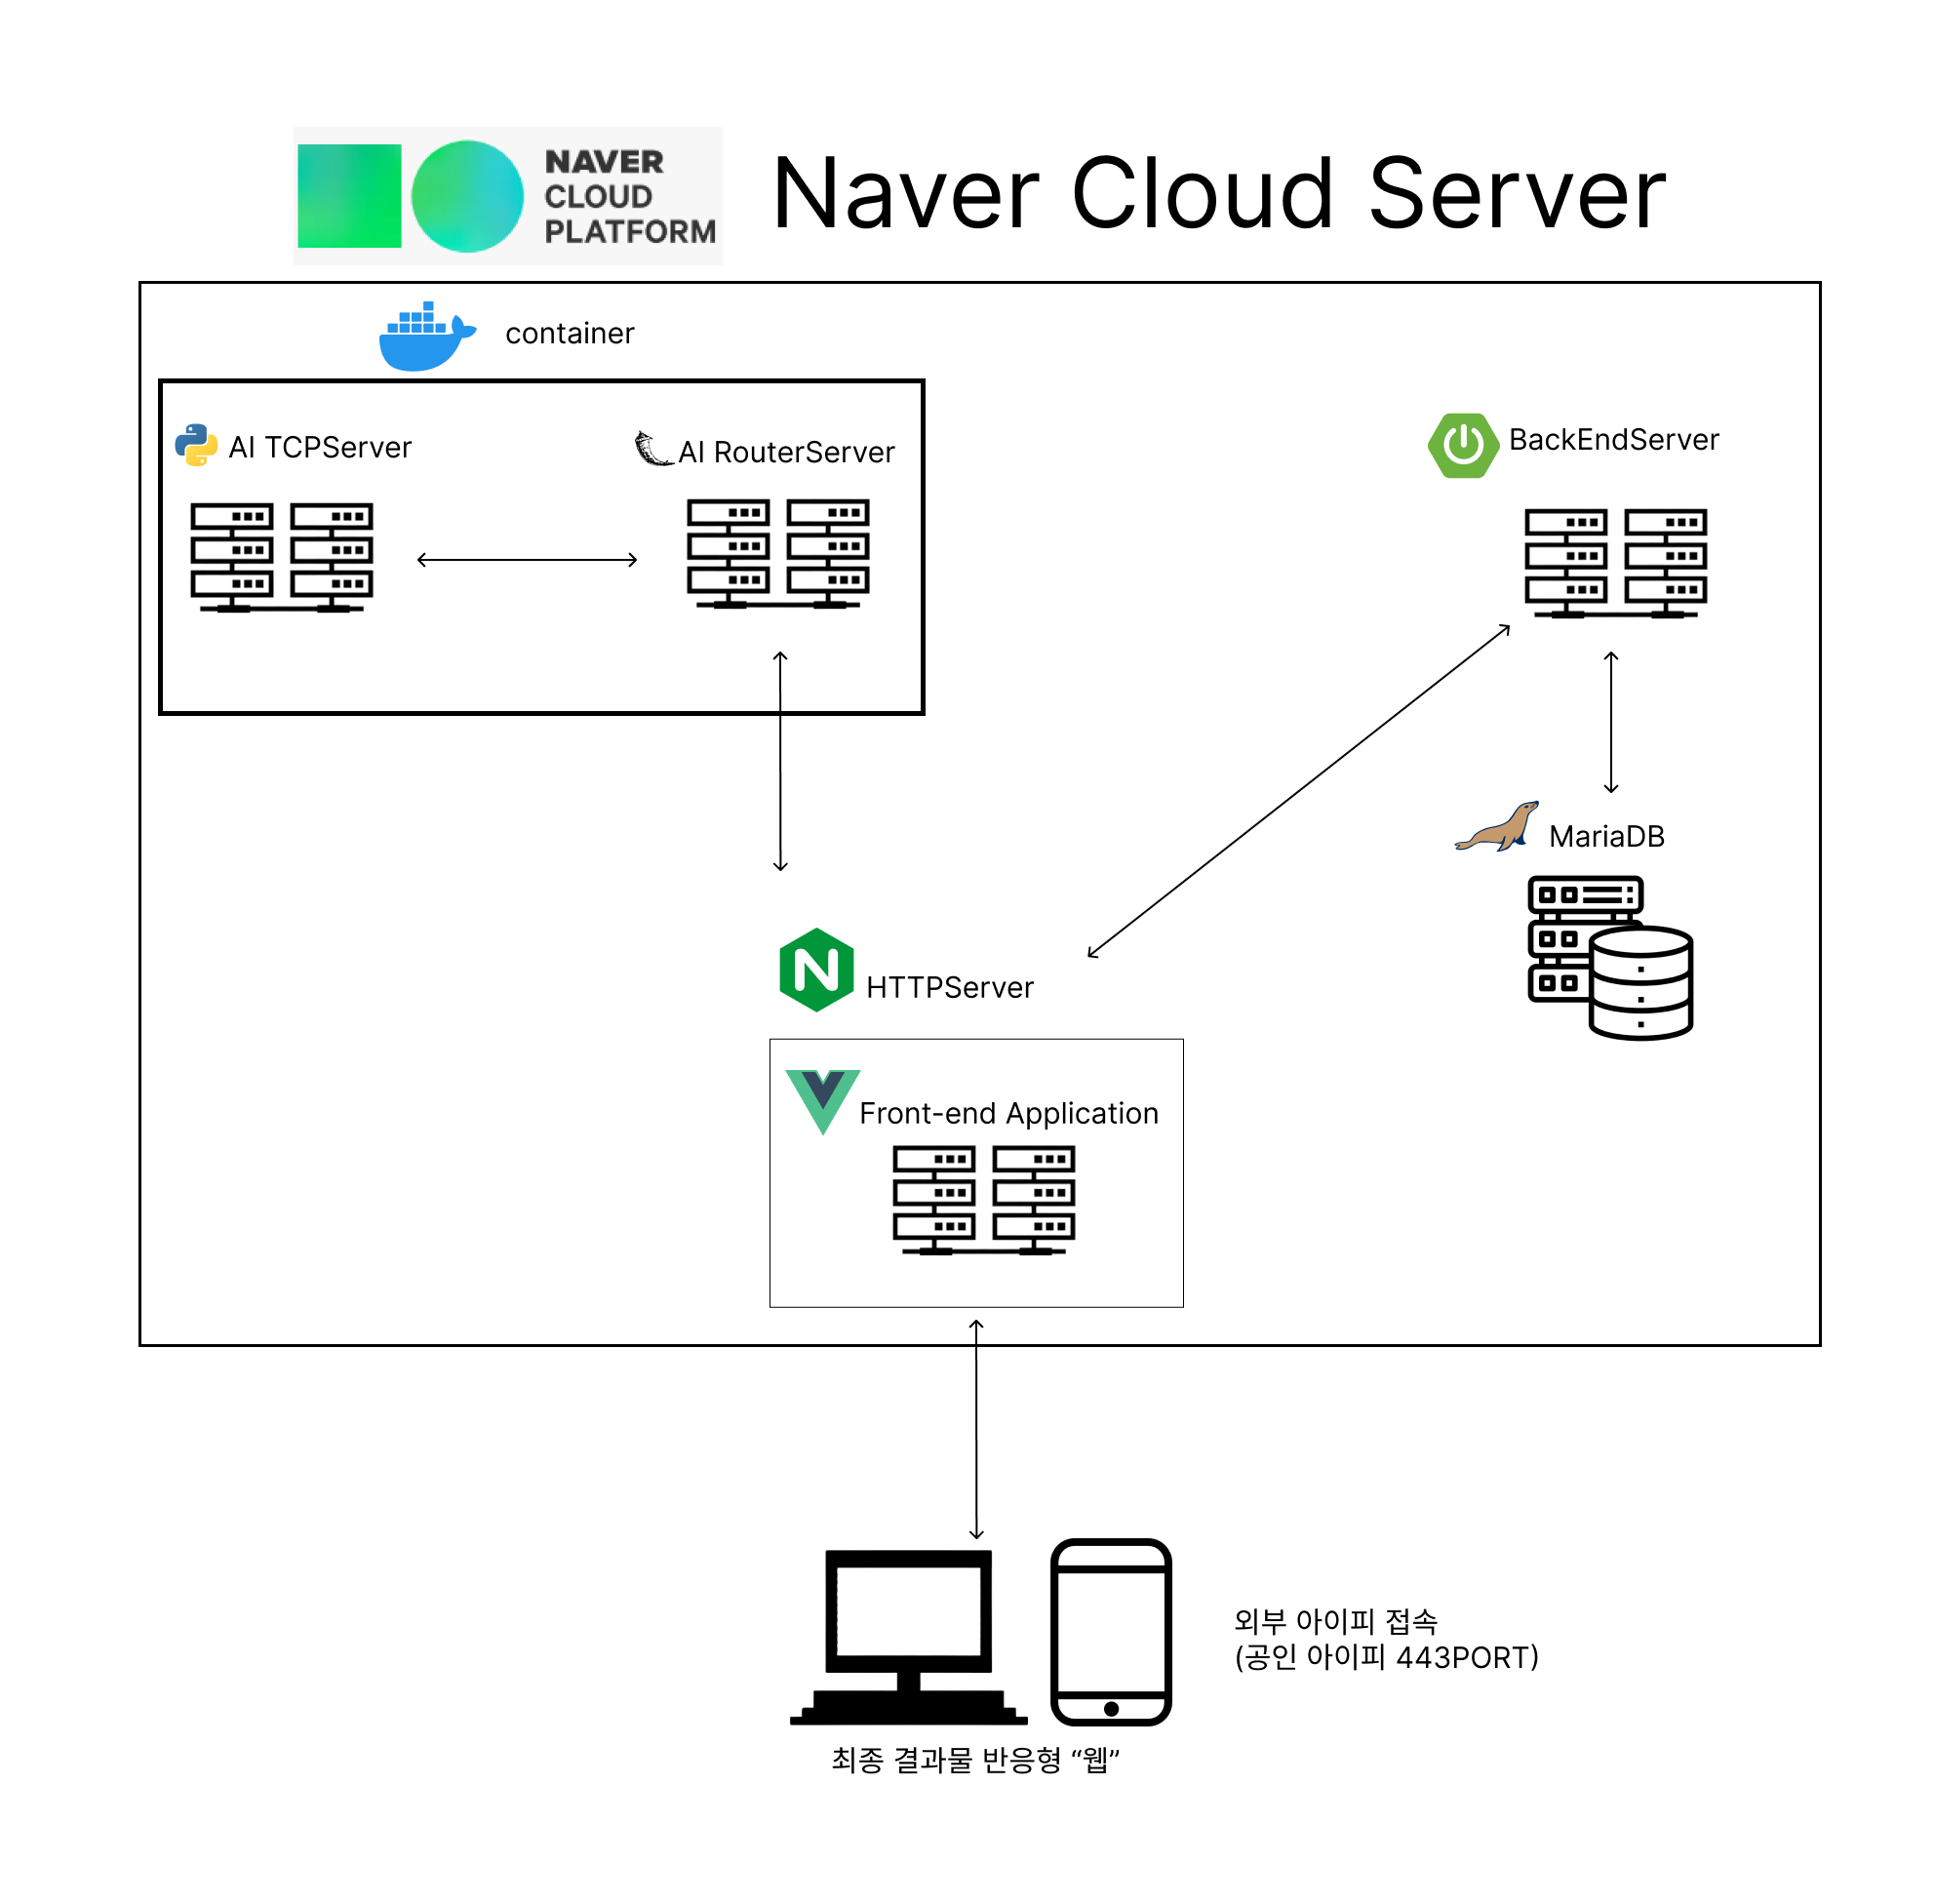 NAVER
CLOUD
PLATFORM
Naver Cloud Server
container
AI TCPServer
AI RouterServer
BackEndServer
MariaDB
HTTPServer
Front-end Application
외부 아이피 접속
(공인 아이피 443PORT)
최종 결과물 반응형 “웹”